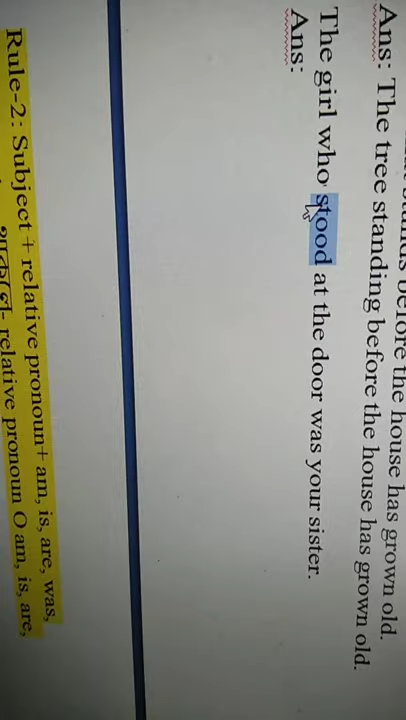 before the house has grown old.
Ans: The tree standing before the house has grown old.
The girl who stood at the door was your sister.
Ans:
Rule-2: Subject + relative pronoun+ am, is, are, was,
relative pronoun ও am, is, are,